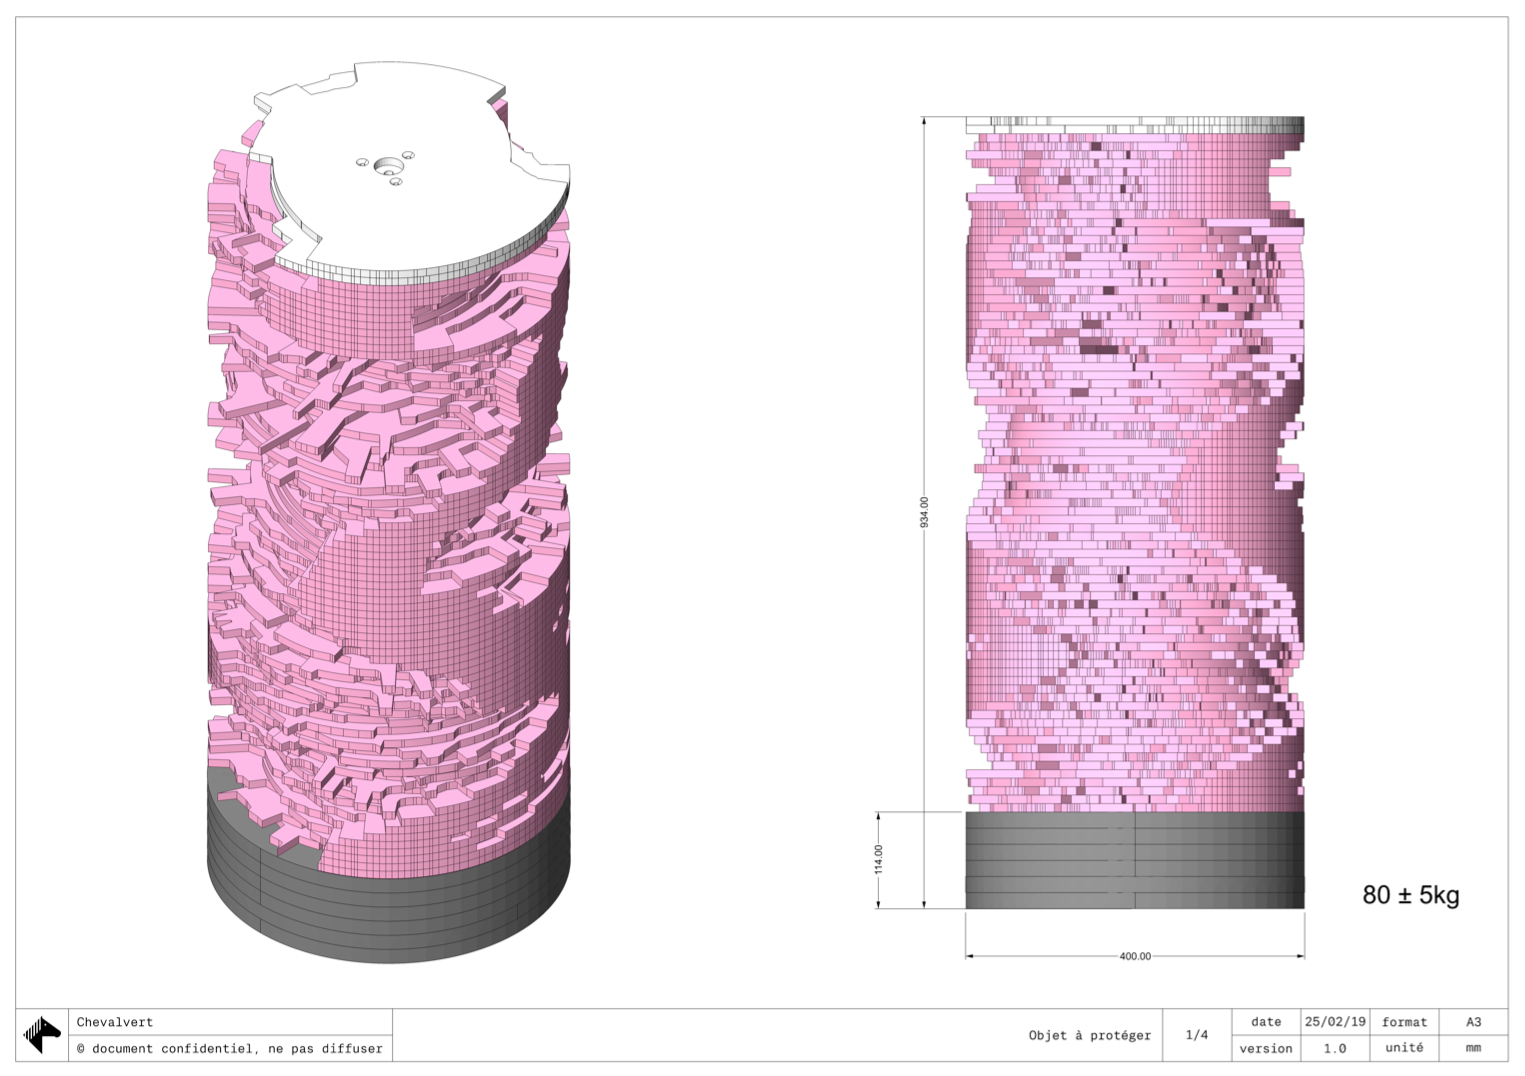 934.00
114.00
80 ± 5kg
400.00
Chevalvert
© document confidentiel, ne pas diffuser
Objet à protéger
1/4
date 25/02/19 format A3
version 1.0 unité mm